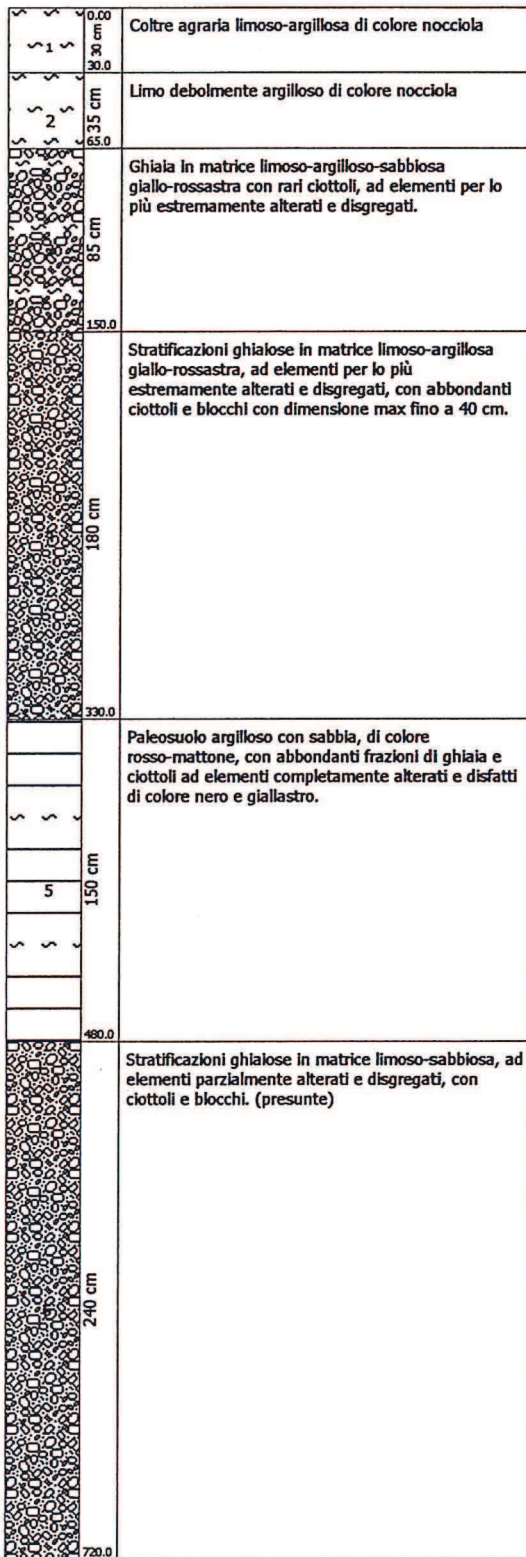 0.00
Coltre agraria limoso-argillosa di colore nocciola
1
30 cm
30.0
Limo debolmente argilloso di colore nocciola
2
35 cm
65.0
Ghiaia in matrice limoso-argilloso-sabbiosa
giallo-rossastra con rari ciottoli, ad elementi per lo
più estremamente alterati e disgregati.
85 cm
150.0
Stratificazioni ghiaiose in matrice limoso-argillosa
giallo-rossastra, ad elementi per lo più
estremamente alterati e disgregati, con abbondanti
ciottoli e blocchi con dimensione max fino a 40 cm.
180 cm
330.0
Paleosuolo argilloso con sabbia, di colore
rosso-mattone, con abbondanti frazioni di ghiaia e
ciottoli ad elementi completamente alterati e disfatti
di colore nero e giallastro.
5
150 cm
480.0
Stratificazioni ghiaiose in matrice limoso-sabbiosa, ad
elementi parzialmente alterati e disgregati, con
ciottoli e blocchi. (presunte)
240 cm
720.0